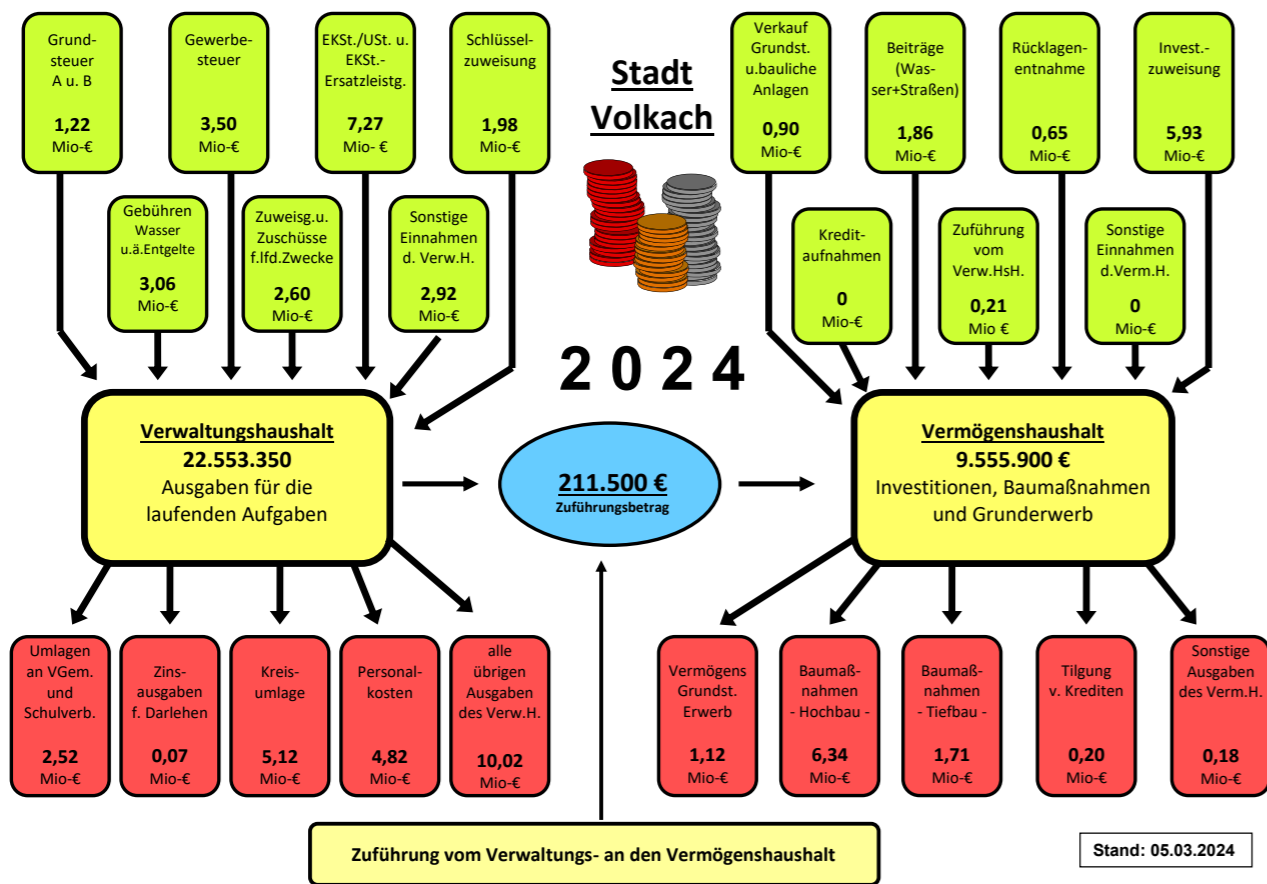 Grund-
steuer
A u. B
1,22
Mio-€
Gewerbe-
steuer
3,50
Mio-€
EKSt./USt. u.
EKSt.-
Ersatzleistg.
7,27
Mio- €
Schlüssel-
zuweisung
1,98
Mio-€
Stadt
Volkach
Verkauf
Grundst.
u.bauliche
Anlagen
0,90
Mio-€
Beiträge
(Was-
ser+Straßen)
1,86
Mio-€
Rücklagen-
entnahme
0,65
Mio-€
Invest.-
zuweisung
5,93
Mio-€
Gebühren
Wasser
u.ä.Entgelte
3,06
Mio-€
Zuweisg.u.
Zuschüsse
f.lfd.Zwecke
2,60
Mio-€
Sonstige
Einnahmen
d. Verw.H.
2,92
Mio-€
Kredit-
aufnahmen
0
Mio-€
Zuführung
vom
Verw.HsH.
0,21
Mio €
Sonstige
Einnahmen
d.Verm.H.
0
Mio-€
2 0 2 4
Verwaltungshaushalt
22.553.350
Ausgaben für die
laufenden Aufgaben
211.500 €
Zuführungsbetrag
Vermögenshaushalt
9.555.900 €
Investitionen, Baumaßnahmen
und Grunderwerb
Umlagen
an VGem.
und
Schulverb.
2,52
Mio-€
Zins-
ausgaben
f. Darlehen
0,07
Mio-€
Kreis-
umlage
5,12
Mio-€
Personal-
kosten
4,82
Mio-€
alle
übrigen
Ausgaben
des Verw.H.
10,02
Mio-€
Vermögens
Grundst.
Erwerb
1,12
Mio-€
Baumaß-
nahmen
- Hochbau -
6,34
Mio-€
Baumaß-
nahmen
- Tiefbau -
1,71
Mio-€
Tilgung
v. Krediten
0,20
Mio-€
Sonstige
Ausgaben
des Verm.H.
0,18
Mio-€
Zuführung vom Verwaltungs- an den Vermögenshaushalt
Stand: 05.03.2024